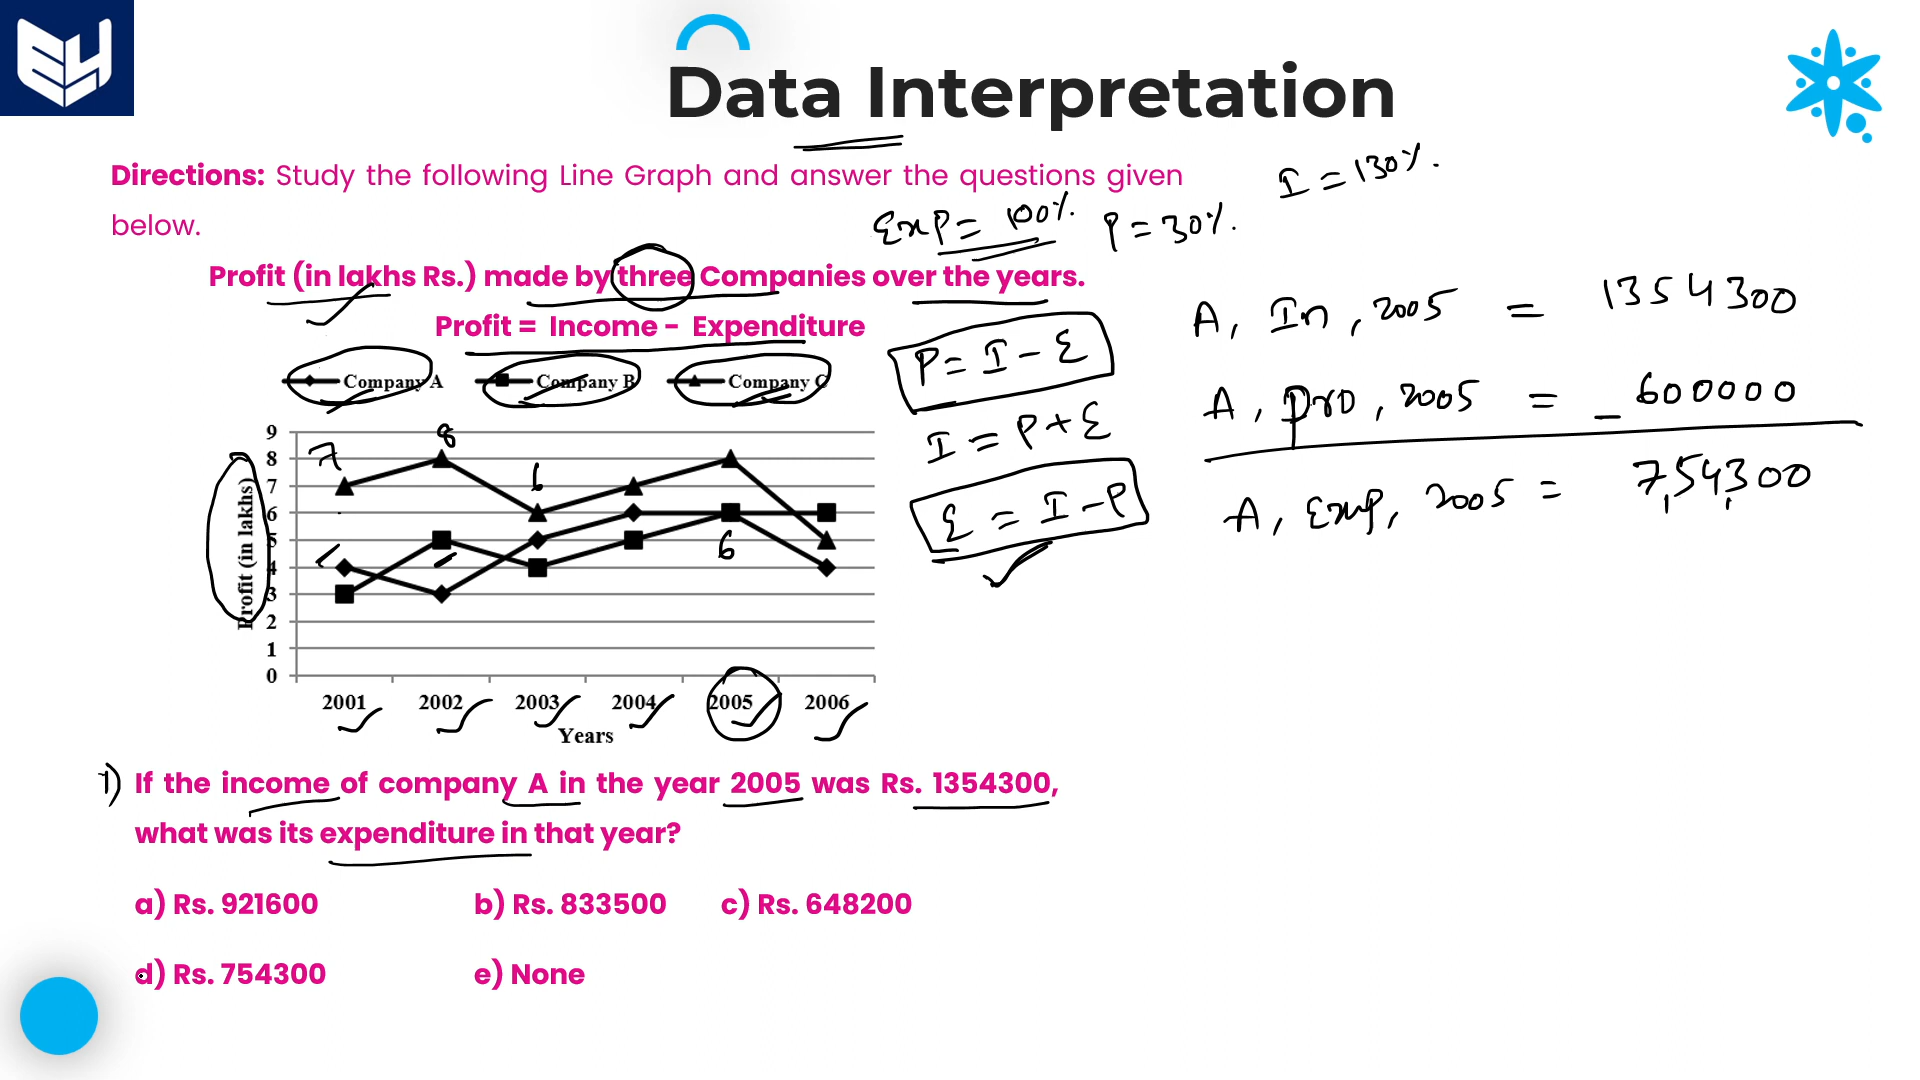 EY
Data Interpretation
Directions: Study the following Line Graph and answer the questions given
below.
I = 130%.
Exp = 100%. P = 30%.
Profit (in lakhs Rs.) made by three Companies over the years.
Profit = Income - Expenditure
Company A Company B Company C
P = I - E
I = P + E
E = I - P
A, In, 2005 = 1354300
A, Pro, 2005 = - 600000
A, Exp, 2005 = 7,54,300
Profit (in lakhs)
9
8
7
6
5
4
3
2
1
0
7 8 6
6
2001 2002 2003 2004 2005 2006
Years
1) If the income of company A in the year 2005 was Rs. 1354300,
what was its expenditure in that year?
a) Rs. 921600 b) Rs. 833500 c) Rs. 648200
d) Rs. 754300 e) None